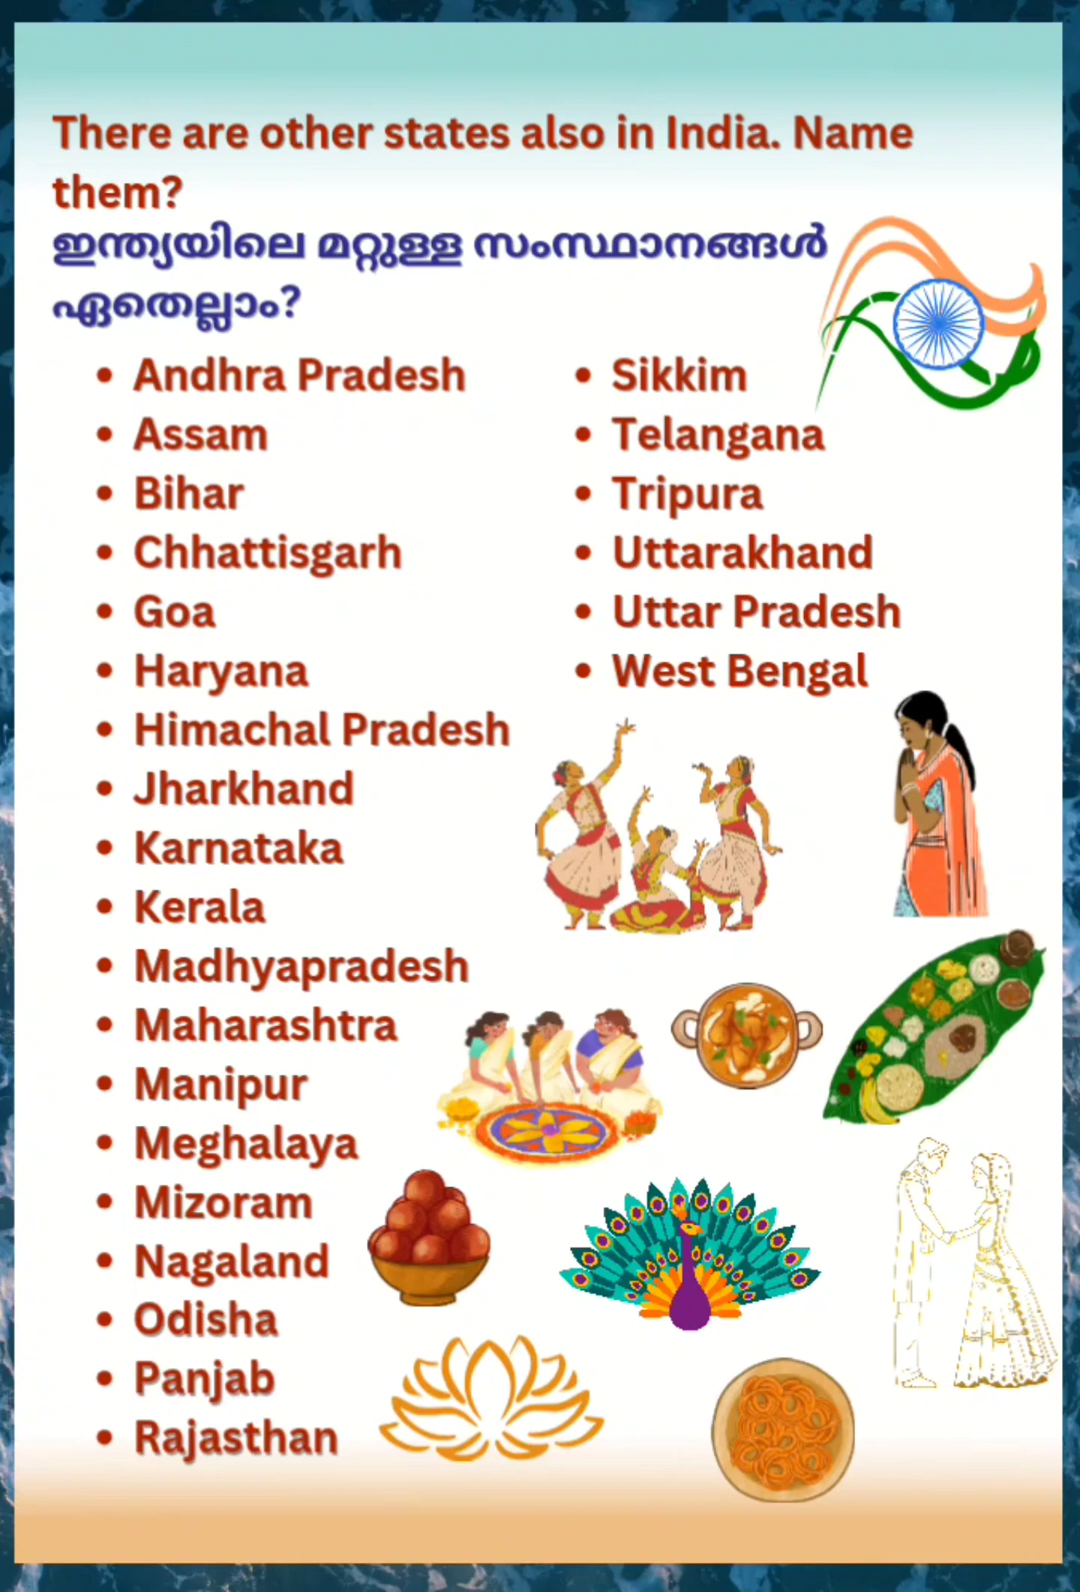 There are other states also in India. Name
them?
ഇന്ത്യയിലെ മറ്റുള്ള സംസ്ഥാനങ്ങൾ
ഏതെല്ലാം?
• Andhra Pradesh
• Assam
• Bihar
• Chhattisgarh
• Goa
• Haryana
• Himachal Pradesh
• Jharkhand
• Karnataka
• Kerala
• Madhyapradesh
• Maharashtra
• Manipur
• Meghalaya
• Mizoram
• Nagaland
• Odisha
• Panjab
• Rajasthan
• Sikkim
• Telangana
• Tripura
• Uttarakhand
• Uttar Pradesh
• West Bengal